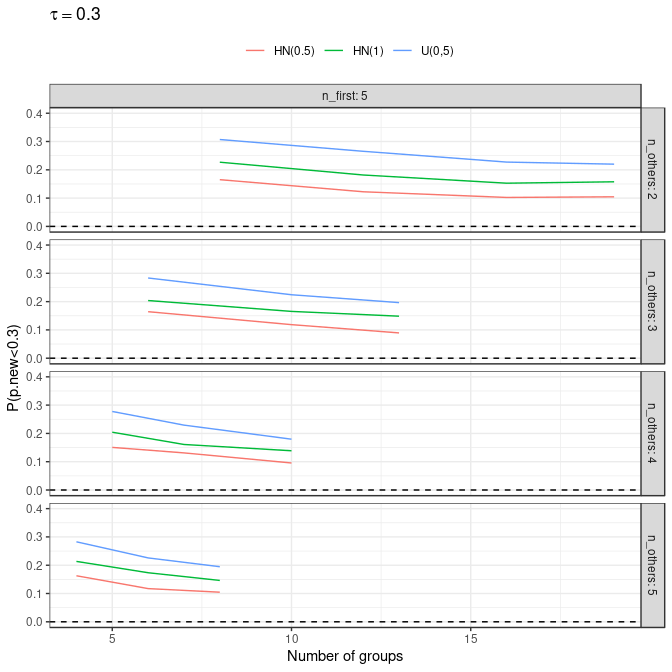 τ = 0.3
HN(0.5) HN(1) U(0,5)
n_first: 5
0.4
0.3
0.2
0.1
0.0
n_others: 2
0.4
0.3
0.2
0.1
0.0
n_others: 3
0.4
0.3
0.2
0.1
0.0
n_others: 4
0.4
0.3
0.2
0.1
0.0
n_others: 5
P(p.new<0.3)
5 10 15
Number of groups